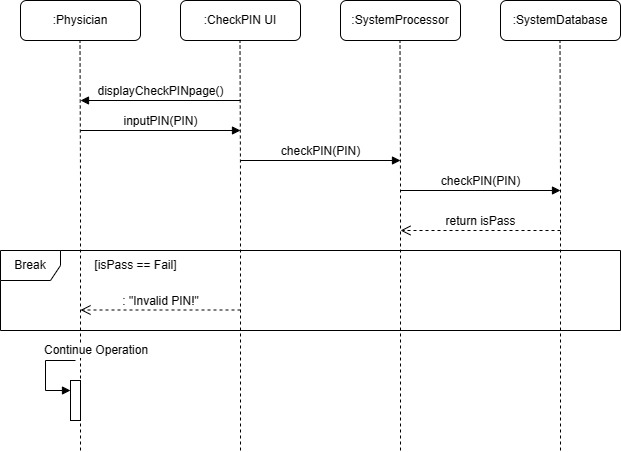 :Physician
:CheckPIN UI
:SystemProcessor
:SystemDatabase
displayCheckPINpage()
inputPIN(PIN)
checkPIN(PIN)
checkPIN(PIN)
return isPass
Break
[isPass == Fail]
: "Invalid PIN!"
Continue Operation